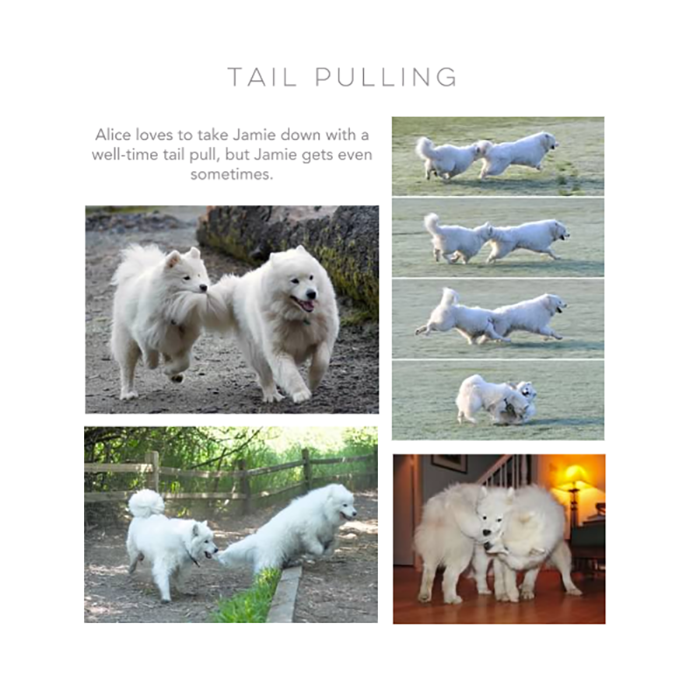 TAIL PULLING
Alice loves to take Jamie down with a
well-time tail pull, but Jamie gets even
sometimes.